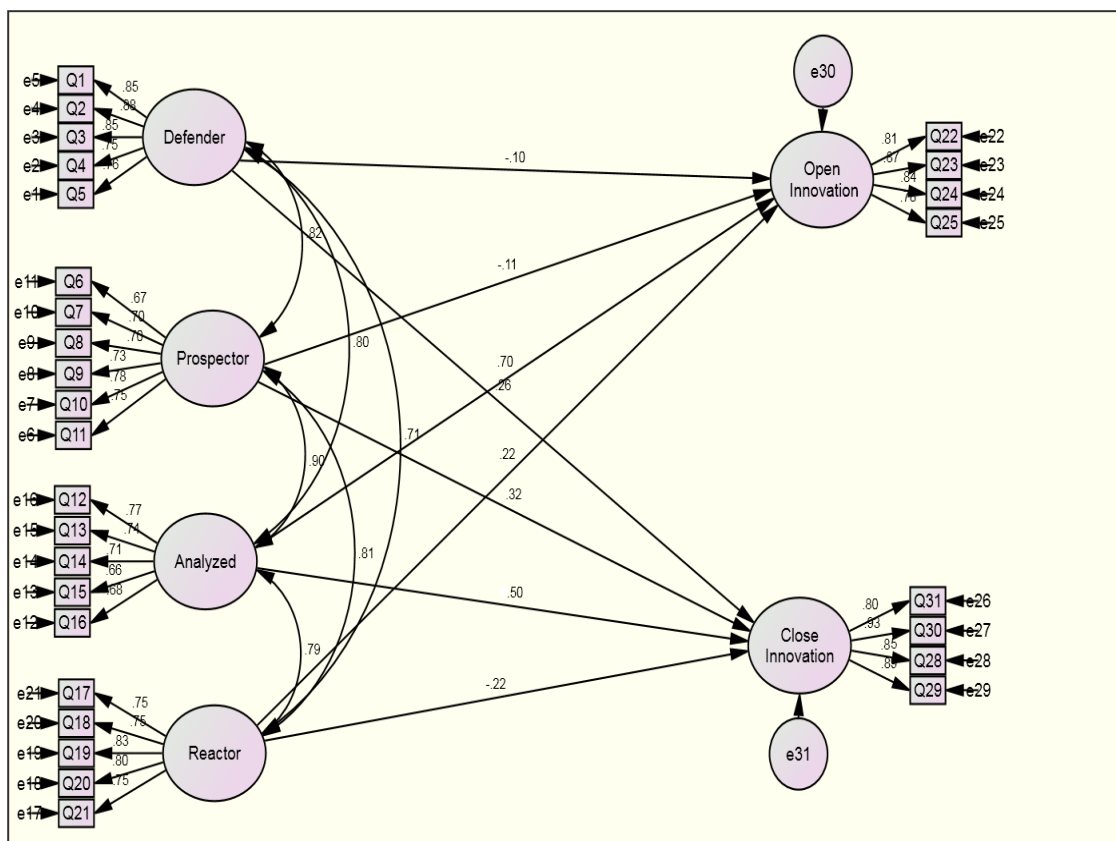 e5 Q1 .85
e4 Q2 .88
e3 Q3 .85
e2 Q4 .75
e1 Q5 .76
Defender
e11 Q6 .67
e10 Q7 .70
e9 Q8 .70
e8 Q9 .73
e7 Q10 .78
e6 Q11 .75
Prospector
e16 Q12 .77
e15 Q13 .74
e14 Q14 .71
e13 Q15 .66
e12 Q16 .68
Analyzed
e21 Q17 .75
e20 Q18 .75
e19 Q19 .83
e18 Q20 .80
e17 Q21 .75
Reactor
.82
.80
.71
.90
.81
.79
-.10
-.11
.70
.26
.22
.32
.50
-.22
e30
Open
Innovation
.81 Q22 e22
.87 Q23 e23
.84 Q24 e24
Q25 e25
Close
Innovation
.80 Q31 e26
.93 Q30 e27
.85 Q28 e28
Q29 e29
e31